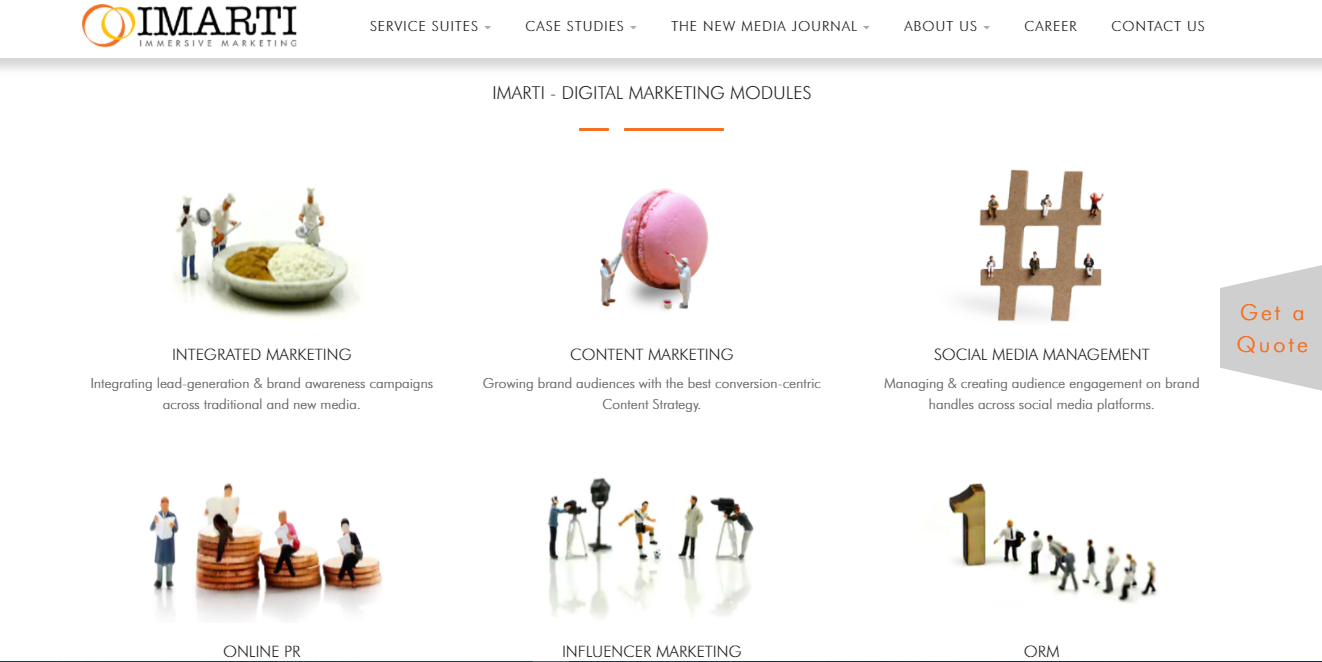 IMARTI
IMMERSIVE MARKETING
SERVICE SUITES
CASE STUDIES
THE NEW MEDIA JOURNAL
ABOUT US
CAREER
CONTACT US
IMARTI - DIGITAL MARKETING MODULES
Get a
Quote
INTEGRATED MARKETING
Integrating lead-generation & brand awareness campaigns
across traditional and new media.
CONTENT MARKETING
Growing brand audiences with the best conversion-centric
Content Strategy.
SOCIAL MEDIA MANAGEMENT
Managing & creating audience engagement on brand
handles across social media platforms.
1
ONLINE PR
INFLUENCER MARKETING
ORM